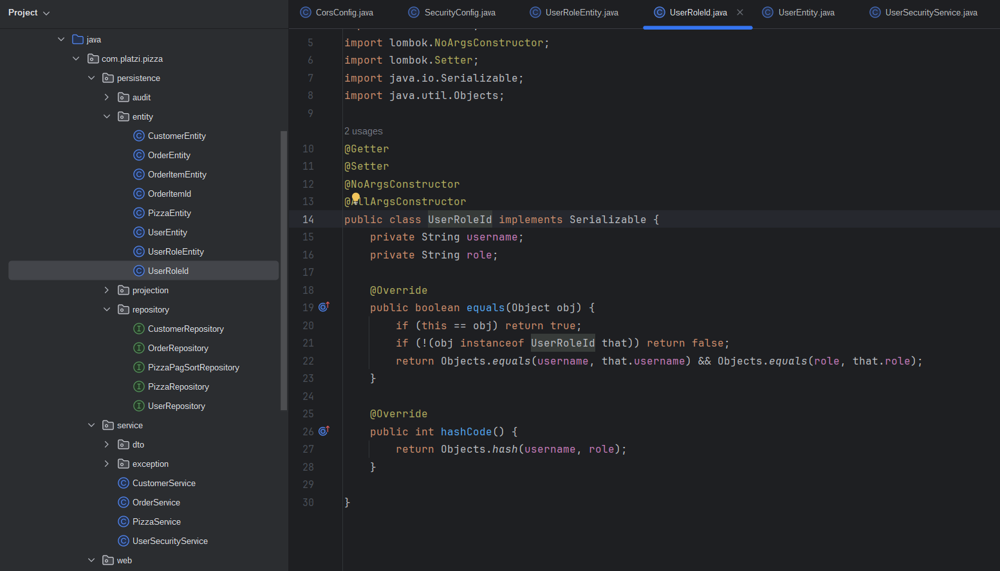 Project
java
com.platzi.pizza
persistence
audit
entity
CustomerEntity
OrderEntity
OrderItemEntity
OrderItemId
PizzaEntity
UserEntity
UserRoleEntity
UserRoleId
projection
repository
CustomerRepository
OrderRepository
PizzaPagSortRepository
PizzaRepository
UserRepository
service
dto
exception
CustomerService
OrderService
PizzaService
UserSecurityService
web
CorsConfig.java SecurityConfig.java UserRoleEntity.java UserRoleId.java UserEntity.java UserSecurityService.java
5 import lombok.NoArgsConstructor;
6 import lombok.Setter;
7 import java.io.Serializable;
8 import java.util.Objects;
9
2 usages
10 @Getter
11 @Setter
12 @NoArgsConstructor
13 @AllArgsConstructor
14 public class UserRoleId implements Serializable {
15 private String username;
16 private String role;
17
18 @Override
19 public boolean equals(Object obj) {
20 if (this == obj) return true;
21 if (!(obj instanceof UserRoleId that)) return false;
22 return Objects.equals(username, that.username) && Objects.equals(role, that.role);
23 }
24
25 @Override
26 public int hashCode() {
27 return Objects.hash(username, role);
28 }
29
30 }